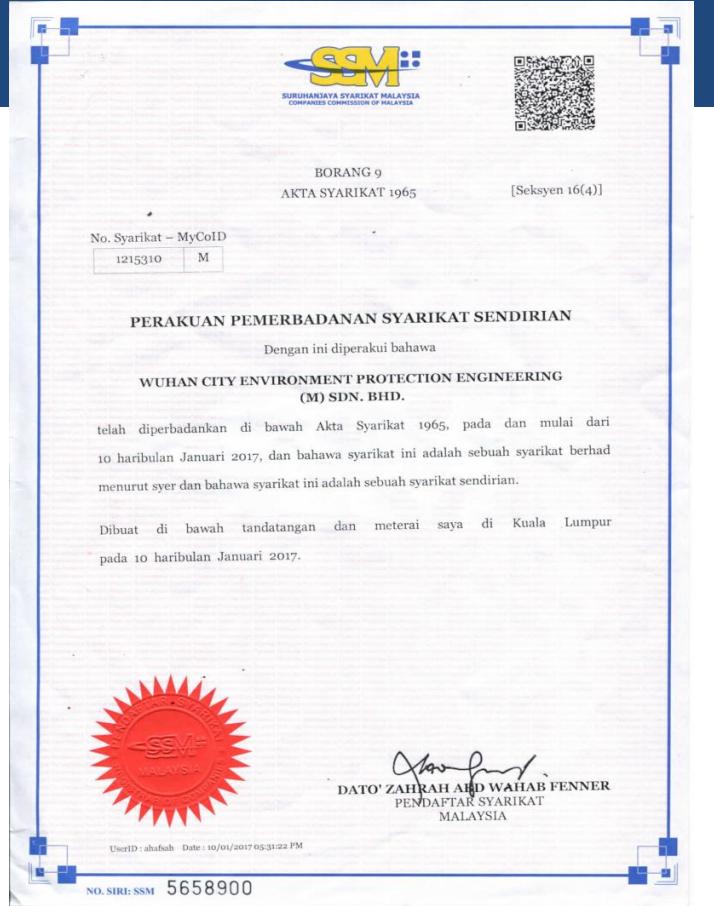 SSM
SURUHANJAYA SYARIKAT MALAYSIA
COMPANIES COMMISSION OF MALAYSIA
BORANG 9
AKTA SYARIKAT 1965
[Seksyen 16(4)]
No. Syarikat – MyCoID
1215310 M
PERAKUAN PEMERBADANAN SYARIKAT SENDIRIAN
Dengan ini diperakui bahawa
WUHAN CITY ENVIRONMENT PROTECTION ENGINEERING
(M) SDN. BHD.
telah diperbadankan di bawah Akta Syarikat 1965, pada dan mulai dari
10 haribulan Januari 2017, dan bahawa syarikat ini adalah sebuah syarikat berhad
menurut syer dan bahawa syarikat ini adalah sebuah syarikat sendirian.
Dibuat di bawah tandatangan dan meterai saya di Kuala Lumpur
pada 10 haribulan Januari 2017.
SSM
MALAYSIA
DATO' ZAHRAH ABD WAHAB FENNER
PENDAFTAR SYARIKAT
MALAYSIA
UserID : ahafsah Date : 10/01/2017 05:31:22 PM
NO. SIRI: SSM 5658900